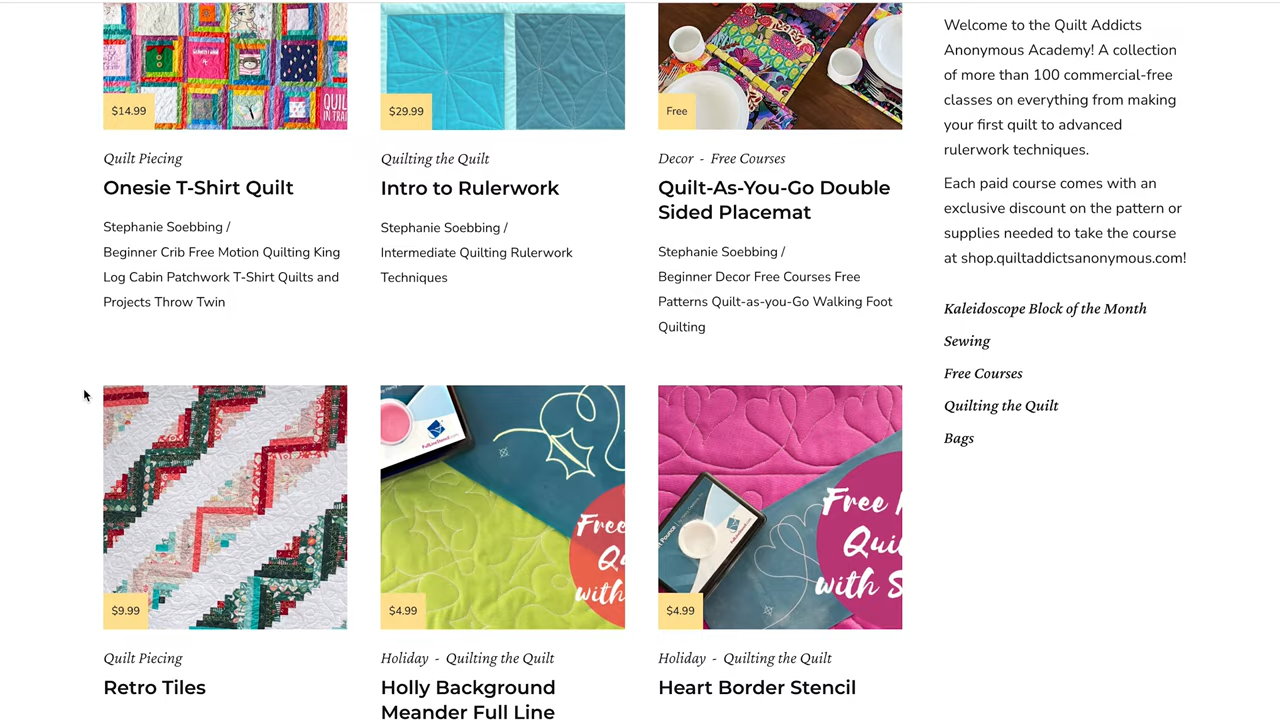 $14.99
$29.99
Free
Quilt Piecing
Onesie T-Shirt Quilt
Stephanie Soebbing /
Beginner Crib Free Motion Quilting King
Log Cabin Patchwork T-Shirt Quilts and
Projects Throw Twin
Quilting the Quilt
Intro to Rulerwork
Stephanie Soebbing /
Intermediate Quilting Rulerwork
Techniques
Decor - Free Courses
Quilt-As-You-Go Double
Sided Placemat
Stephanie Soebbing /
Beginner Decor Free Courses Free
Patterns Quilt-as-you-Go Walking Foot
Quilting
Welcome to the Quilt Addicts
Anonymous Academy! A collection
of more than 100 commercial-free
classes on everything from making
your first quilt to advanced
rulerwork techniques.
Each paid course comes with an
exclusive discount on the pattern or
supplies needed to take the course
at shop.quiltaddictsanonymous.com!
Kaleidoscope Block of the Month
Sewing
Free Courses
Quilting the Quilt
Bags
$9.99
Quilt Piecing
Retro Tiles
Free
Qu
with
$4.99
Holiday - Quilting the Quilt
Holly Background
Meander Full Line
Free
Qui
with S
$4.99
Holiday - Quilting the Quilt
Heart Border Stencil